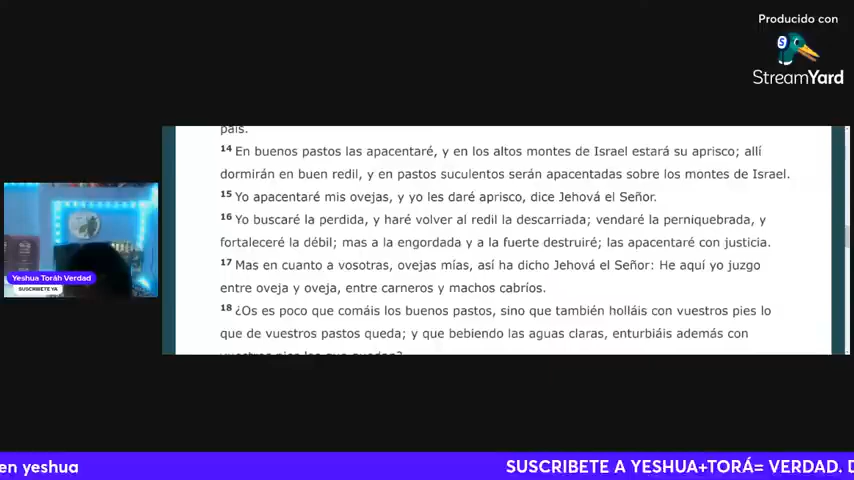 Producido con
StreamYard
país.
14 En buenos pastos las apacentaré, y en los altos montes de Israel estará su aprisco; allí
dormirán en buen redil, y en pastos suculentos serán apacentadas sobre los montes de Israel.
15 Yo apacentaré mis ovejas, y yo les daré aprisco, dice Jehová el Señor.
16 Yo buscaré la perdida, y haré volver al redil la descarriada; vendaré la perniquebrada, y
fortaleceré la débil; mas a la engordada y a la fuerte destruiré; las apacentaré con justicia.
17 Mas en cuanto a vosotras, ovejas mías, así ha dicho Jehová el Señor: He aquí yo juzgo
entre oveja y oveja, entre carneros y machos cabríos.
18 ¿Os es poco que comáis los buenos pastos, sino que también holláis con vuestros pies lo
que de vuestros pastos queda; y que bebiendo las aguas claras, enturbiáis además con
Yeshua Toráh Verdad
SUSCRIBETE YA
en yeshua
SUSCRIBETE A YESHUA+TORÁ= VERDAD. D